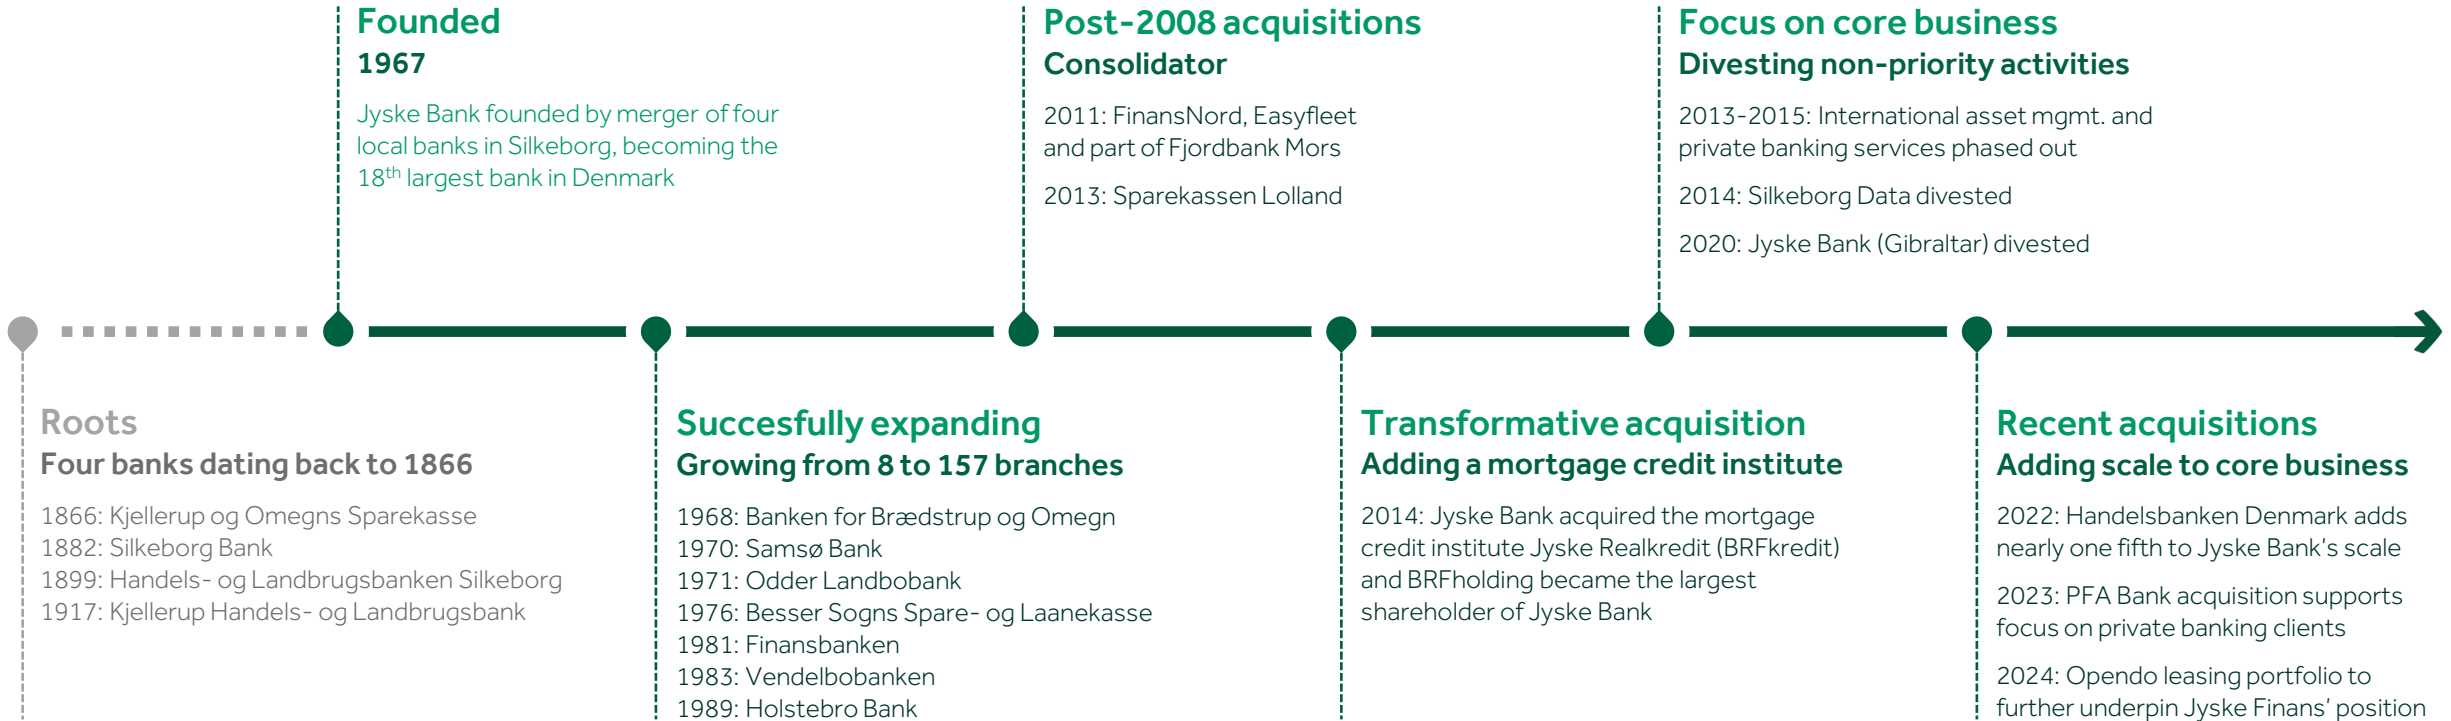 Founded
1967
Jyske Bank founded by merger of four
local banks in Silkeborg, becoming the
18th largest bank in Denmark
Post-2008 acquisitions
Consolidator
2011: FinansNord, Easyfleet
and part of Fjordbank Mors
2013: Sparekassen Lolland
Focus on core business
Divesting non-priority activities
2013-2015: International asset mgmt. and
private banking services phased out
2014: Silkeborg Data divested
2020: Jyske Bank (Gibraltar) divested
Roots
Four banks dating back to 1866
1866: Kjellerup og Omegns Sparekasse
1882: Silkeborg Bank
1899: Handels- og Landbrugsbanken Silkeborg
1917: Kjellerup Handels- og Landbrugsbank
Succesfully expanding
Growing from 8 to 157 branches
1968: Banken for Brædstrup og Omegn
1970: Samsø Bank
1971: Odder Landbobank
1976: Besser Sogns Spare- og Laanekasse
1981: Finansbanken
1983: Vendelbobanken
1989: Holstebro Bank
Transformative acquisition
Adding a mortgage credit institute
2014: Jyske Bank acquired the mortgage
credit institute Jyske Realkredit (BRFkredit)
and BRFholding became the largest
shareholder of Jyske Bank
Recent acquisitions
Adding scale to core business
2022: Handelsbanken Denmark adds
nearly one fifth to Jyske Bank's scale
2023: PFA Bank acquisition supports
focus on private banking clients
2024: Opendo leasing portfolio to
further underpin Jyske Finans' position